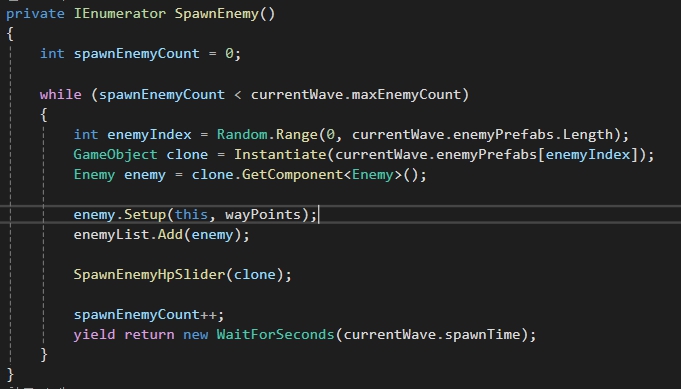 private IEnumerator SpawnEnemy()
{
    int spawnEnemyCount = 0;

    while (spawnEnemyCount < currentWave.maxEnemyCount)
    {
        int enemyIndex = Random.Range(0, currentWave.enemyPrefabs.Length);
        GameObject clone = Instantiate(currentWave.enemyPrefabs[enemyIndex]);
        Enemy enemy = clone.GetComponent<Enemy>();

        enemy.Setup(this, wayPoints);
        enemyList.Add(enemy);

        SpawnEnemyHpSlider(clone);

        spawnEnemyCount++;
        yield return new WaitForSeconds(currentWave.spawnTime);
    }
}